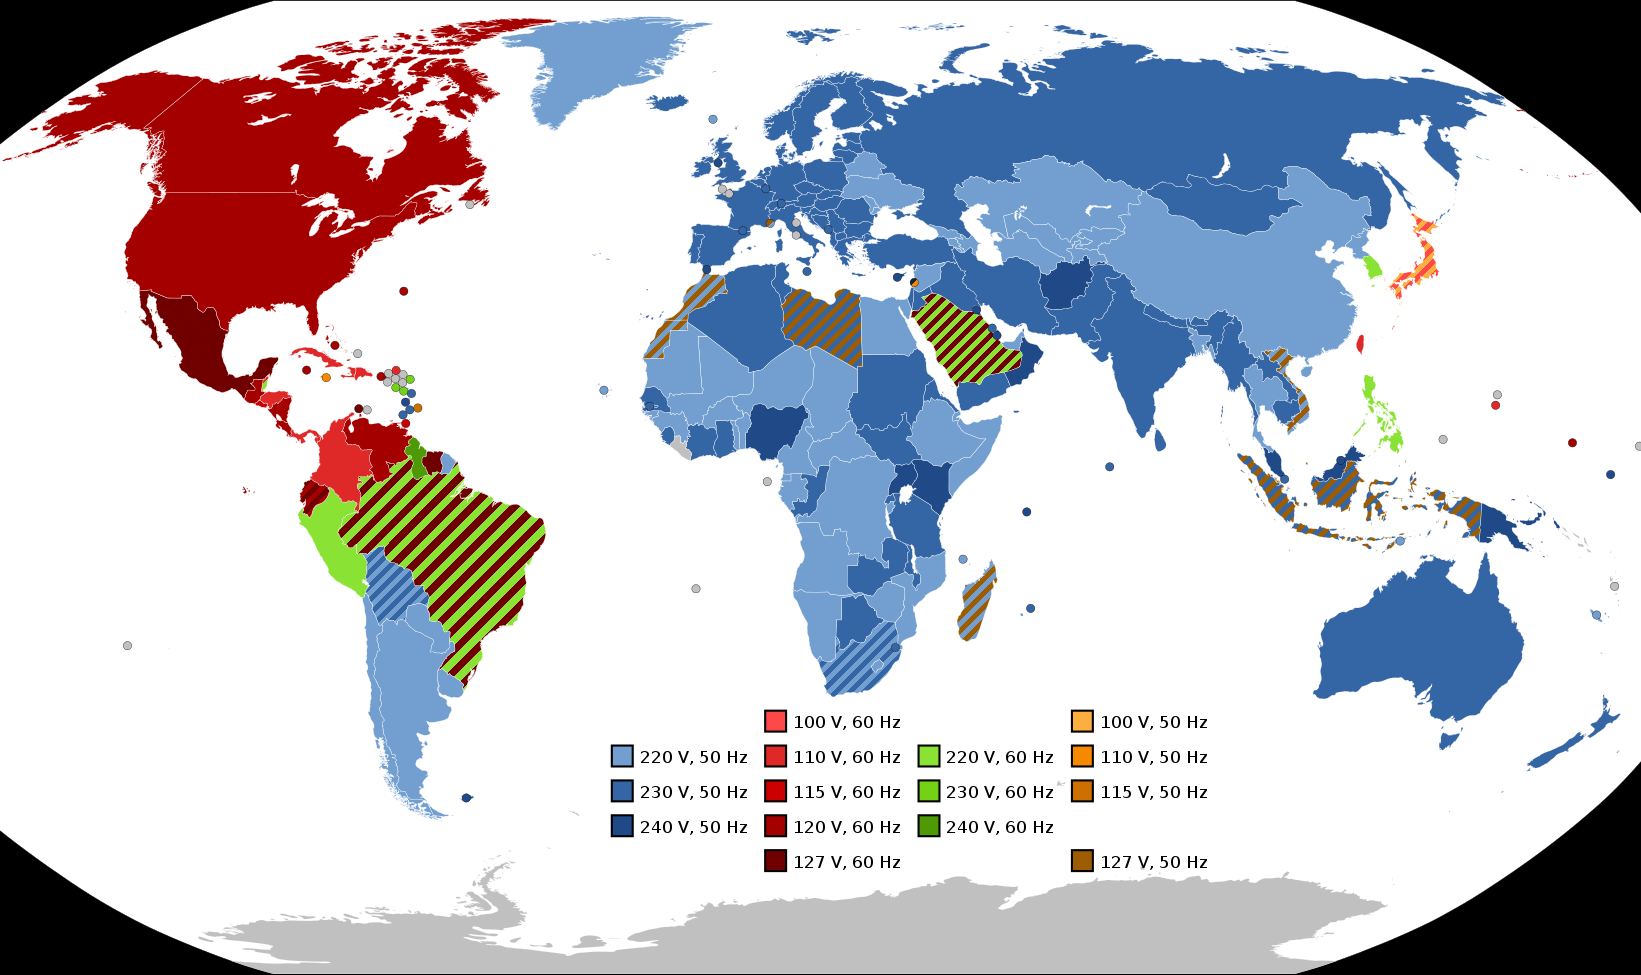 100 V, 60 Hz 100 V, 50 Hz
220 V, 50 Hz 110 V, 60 Hz 220 V, 60 Hz 110 V, 50 Hz
230 V, 50 Hz 115 V, 60 Hz 230 V, 60 Hz 115 V, 50 Hz
240 V, 50 Hz 120 V, 60 Hz 240 V, 60 Hz
127 V, 60 Hz 127 V, 50 Hz